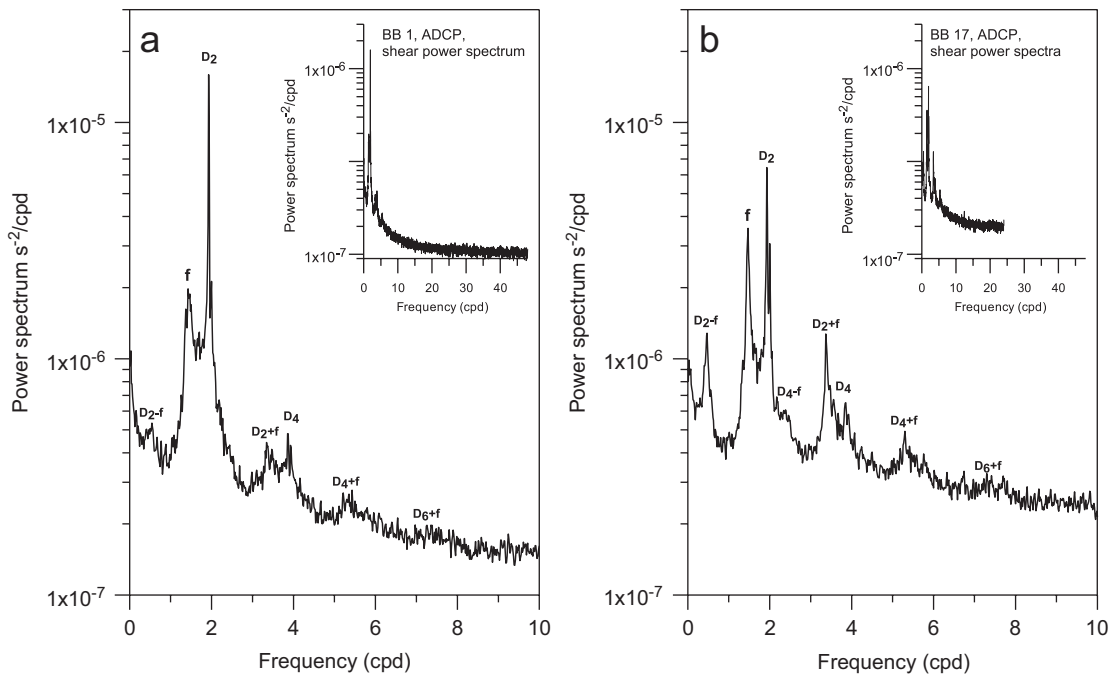 a
BB 1, ADCP,
shear power spectrum
Power spectrum s-2/cpd
1x10-5
1x10-6
1x10-7
0 2 4 6 8 10
Frequency (cpd)
D2-f
f
D2
D2+f
D4
D4+f
D6+f
Power spectrum s-2/cpd
1x10-6
1x10-7
0 10 20 30 40
Frequency (cpd)
b
BB 17, ADCP,
shear power spectra
Power spectrum s-2/cpd
1x10-5
1x10-6
1x10-7
0 2 4 6 8 10
Frequency (cpd)
D2-f
f
D2
D4-f
D2+f
D4
D4+f
D6+f
Power spectrum s-2/cpd
1x10-6
1x10-7
0 10 20 30 40
Frequency (cpd)